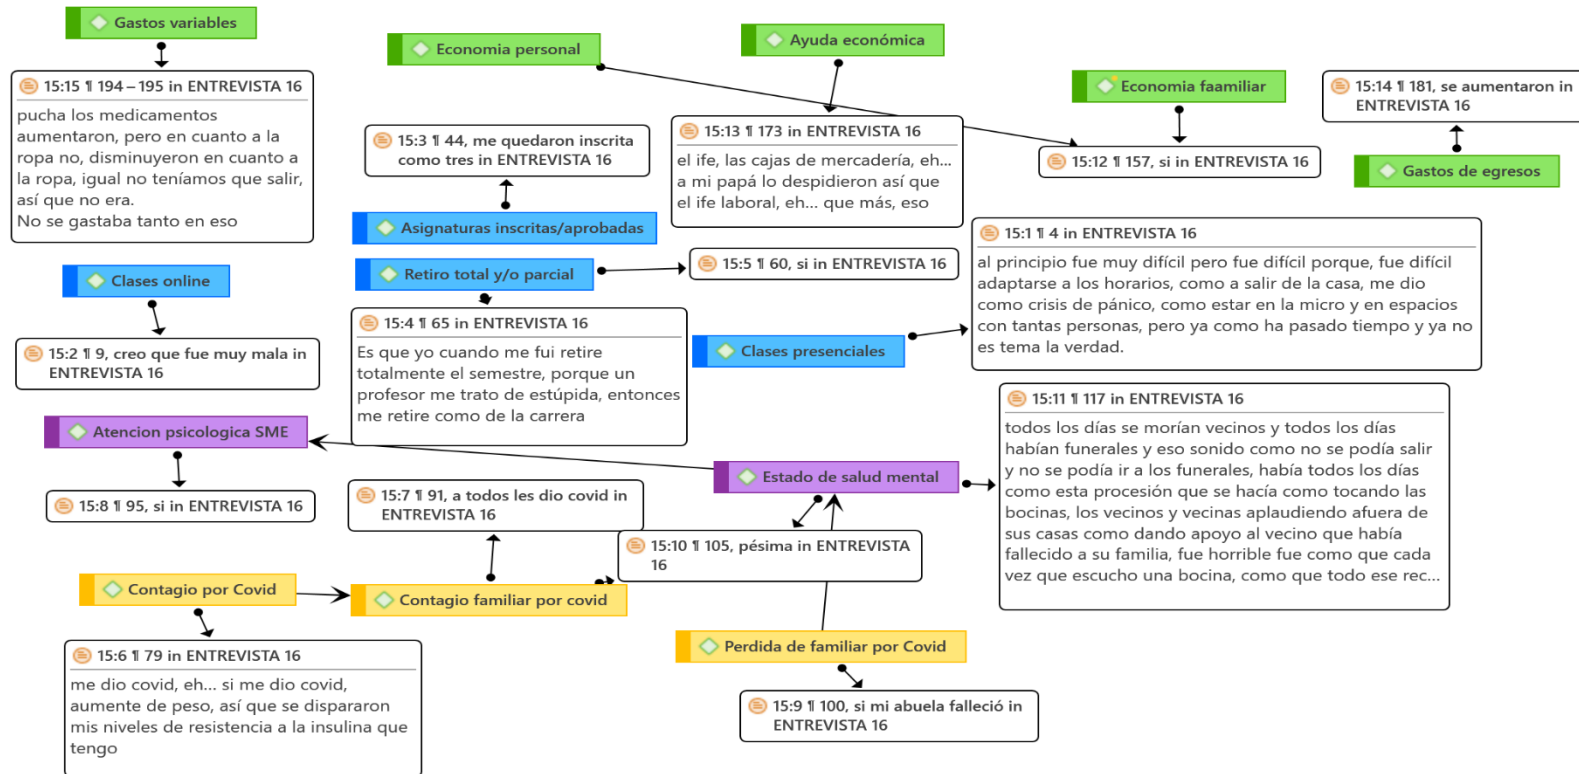 Gastos variables
15:15 ¶ 194 – 195 in ENTREVISTA 16
pucha los medicamentos
aumentaron, pero en cuanto a la
ropa no, disminuyeron en cuanto a
la ropa, igual no teníamos que salir,
así que no era.
No se gastaba tanto en eso
Economia personal
Ayuda económica
15:13 ¶ 173 in ENTREVISTA 16
el ife, las cajas de mercadería, eh...
a mi papá lo despidieron así que
el ife laboral, eh... que más, eso
Economia faamiliar
15:12 ¶ 157, si in ENTREVISTA 16
15:14 ¶ 181, se aumentaron in
ENTREVISTA 16
Gastos de egresos
15:3 ¶ 44, me quedaron inscrita
como tres in ENTREVISTA 16
Asignaturas inscritas/aprobadas
Retiro total y/o parcial
15:5 ¶ 60, si in ENTREVISTA 16
15:4 ¶ 65 in ENTREVISTA 16
Es que yo cuando me fui retire
totalmente el semestre, porque un
profesor me trato de estúpida, entonces
me retire como de la carrera
Clases online
15:2 ¶ 9, creo que fue muy mala in
ENTREVISTA 16
Clases presenciales
15:1 ¶ 4 in ENTREVISTA 16
al principio fue muy difícil pero fue difícil porque, fue difícil
adaptarse a los horarios, como a salir de la casa, me dio
como crisis de pánico, como estar en la micro y en espacios
con tantas personas, pero ya como ha pasado tiempo y ya no
es tema la verdad.
Atencion psicologica SME
15:8 ¶ 95, si in ENTREVISTA 16
Estado de salud mental
15:11 ¶ 117 in ENTREVISTA 16
todos los días se morían vecinos y todos los días
habían funerales y eso sonido como no se podía salir
y no se podía ir a los funerales, había todos los días
como esta procesión que se hacía como tocando las
bocinas, los vecinos y vecinas aplaudiendo afuera de
sus casas como dando apoyo al vecino que había
fallecido a su familia, fue horrible fue como que cada
vez que escucho una bocina, como que todo ese rec...
15:7 ¶ 91, a todos les dio covid in
ENTREVISTA 16
15:10 ¶ 105, pésima in ENTREVISTA
16
Contagio por Covid
Contagio familiar por covid
15:6 ¶ 79 in ENTREVISTA 16
me dio covid, eh... si me dio covid,
aumente de peso, así que se dispararon
mis niveles de resistencia a la insulina que
tengo
Perdida de familiar por Covid
15:9 ¶ 100, si mi abuela falleció in
ENTREVISTA 16